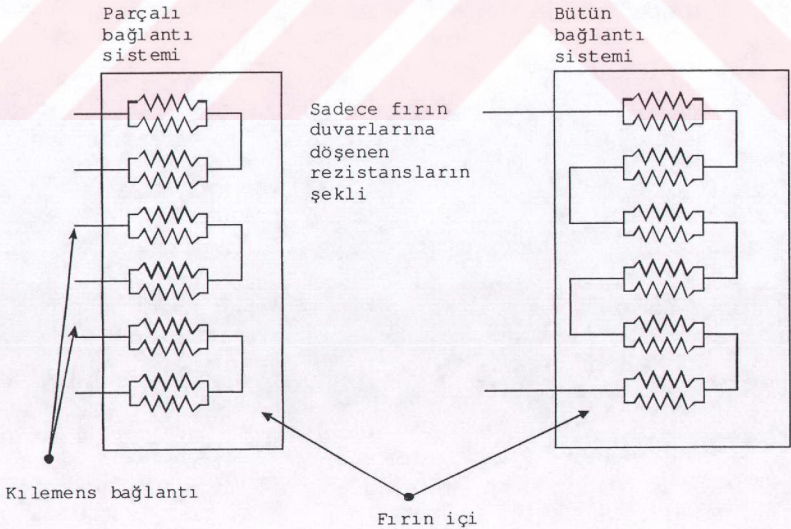 Parçalı
bağlantı
sistemi
Bütün
bağlantı
sistemi
Sadece fırın
duvarlarına
döşenen
rezistansların
şekli
Kılemens bağlantı
Fırın içi